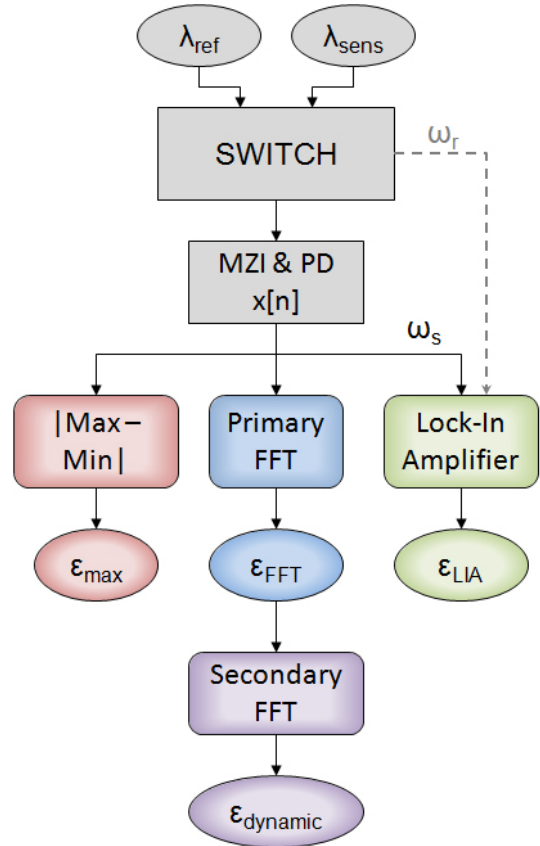 λref
λsens
SWITCH
ωr
MZI & PD
x[n]
ωs
|Max–
Min|
Primary
FFT
Lock-In
Amplifier
εmax
εFFT
εLIA
Secondary
FFT
εdynamic